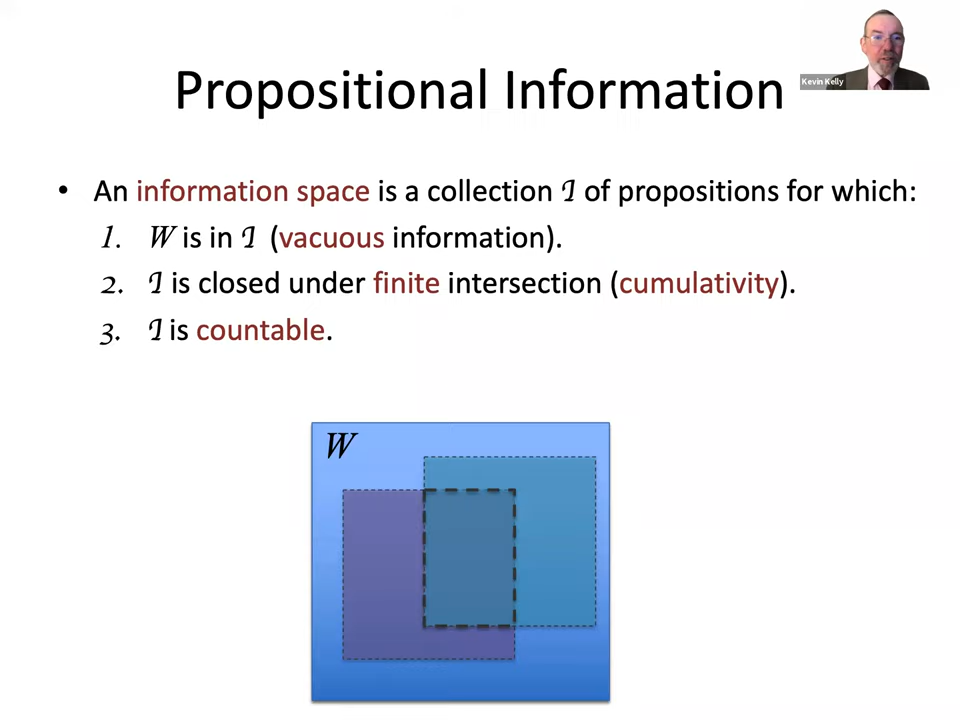 Propositional Information
Kevin Kelly
• An information space is a collection I of propositions for which:
1. W is in I (vacuous information).
2. I is closed under finite intersection (cumulativity).
3. I is countable.
W